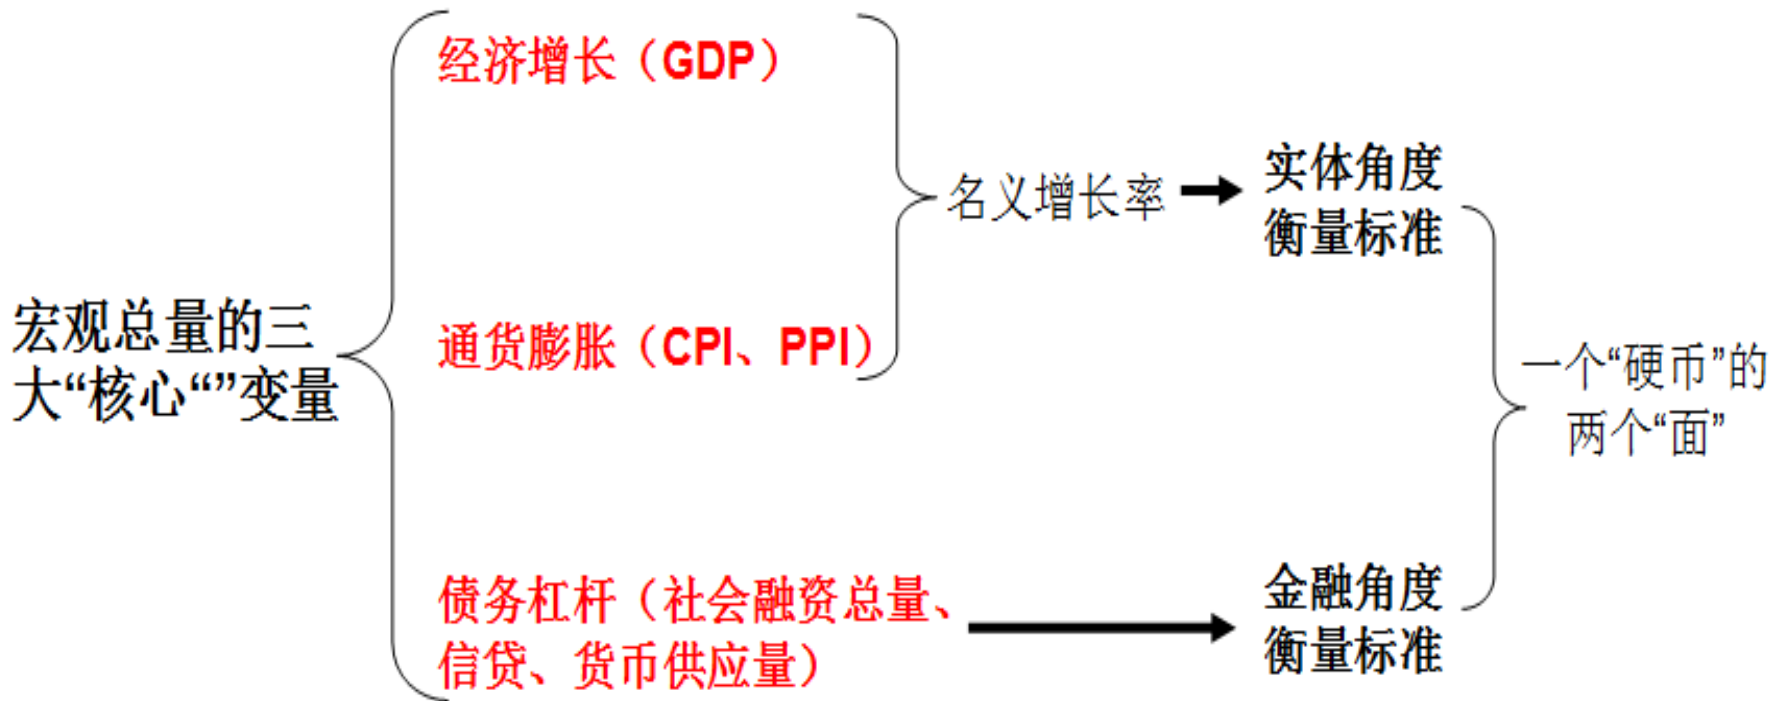 宏观总量的三
大“核心“”变量
经济增长（GDP）
通货膨胀（CPI、PPI）
债务杠杆（社会融资总量、
信贷、货币供应量）
名义增长率
实体角度
衡量标准
金融角度
衡量标准
一个“硬币”的
两个“面”